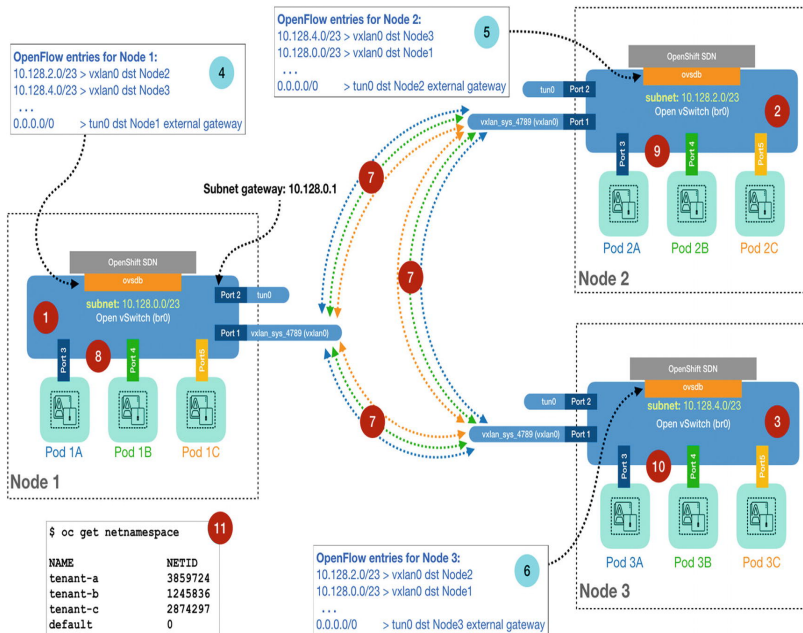 OpenFlow entries for Node 1:
10.128.2.0/23 > vxlan0 dst Node2
10.128.4.0/23 > vxlan0 dst Node3
...
0.0.0.0/0 > tun0 dst Node1 external gateway
4
OpenFlow entries for Node 2:
10.128.4.0/23 > vxlan0 dst Node3
10.128.0.0/23 > vxlan0 dst Node1
...
0.0.0.0/0 > tun0 dst Node2 external gateway
5
OpenShift SDN
ovsdb
subnet: 10.128.2.0/23
Open vSwitch (br0)
2
tun0 Port 2
vxlan_sys_4789 (vxlan0) Port 1
Port 3
9
Port 4
Port5
Pod 2A
Pod 2B
Pod 2C
Node 2
7
Subnet gateway: 10.128.0.1
7
OpenShift SDN
ovsdb
subnet: 10.128.0.0/23
Open vSwitch (br0)
1
Port 2 tun0
Port 1 vxlan_sys_4789 (vxlan0)
Port 3
8
Port 4
Port5
Pod 1A
Pod 1B
Pod 1C
Node 1
7
OpenShift SDN
ovsdb
subnet: 10.128.4.0/23
Open vSwitch (br0)
3
tun0 Port 2
vxlan_sys_4789 (vxlan0) Port 1
Port 3
10
Port 4
Port5
Pod 3A
Pod 3B
Pod 3C
Node 3
$ oc get netnamespace
11
NAME NETID
tenant-a 3859724
tenant-b 1245836
tenant-c 2874297
default 0
OpenFlow entries for Node 3:
10.128.2.0/23 > vxlan0 dst Node2
10.128.0.0/23 > vxlan0 dst Node1
...
0.0.0.0/0 > tun0 dst Node3 external gateway
6